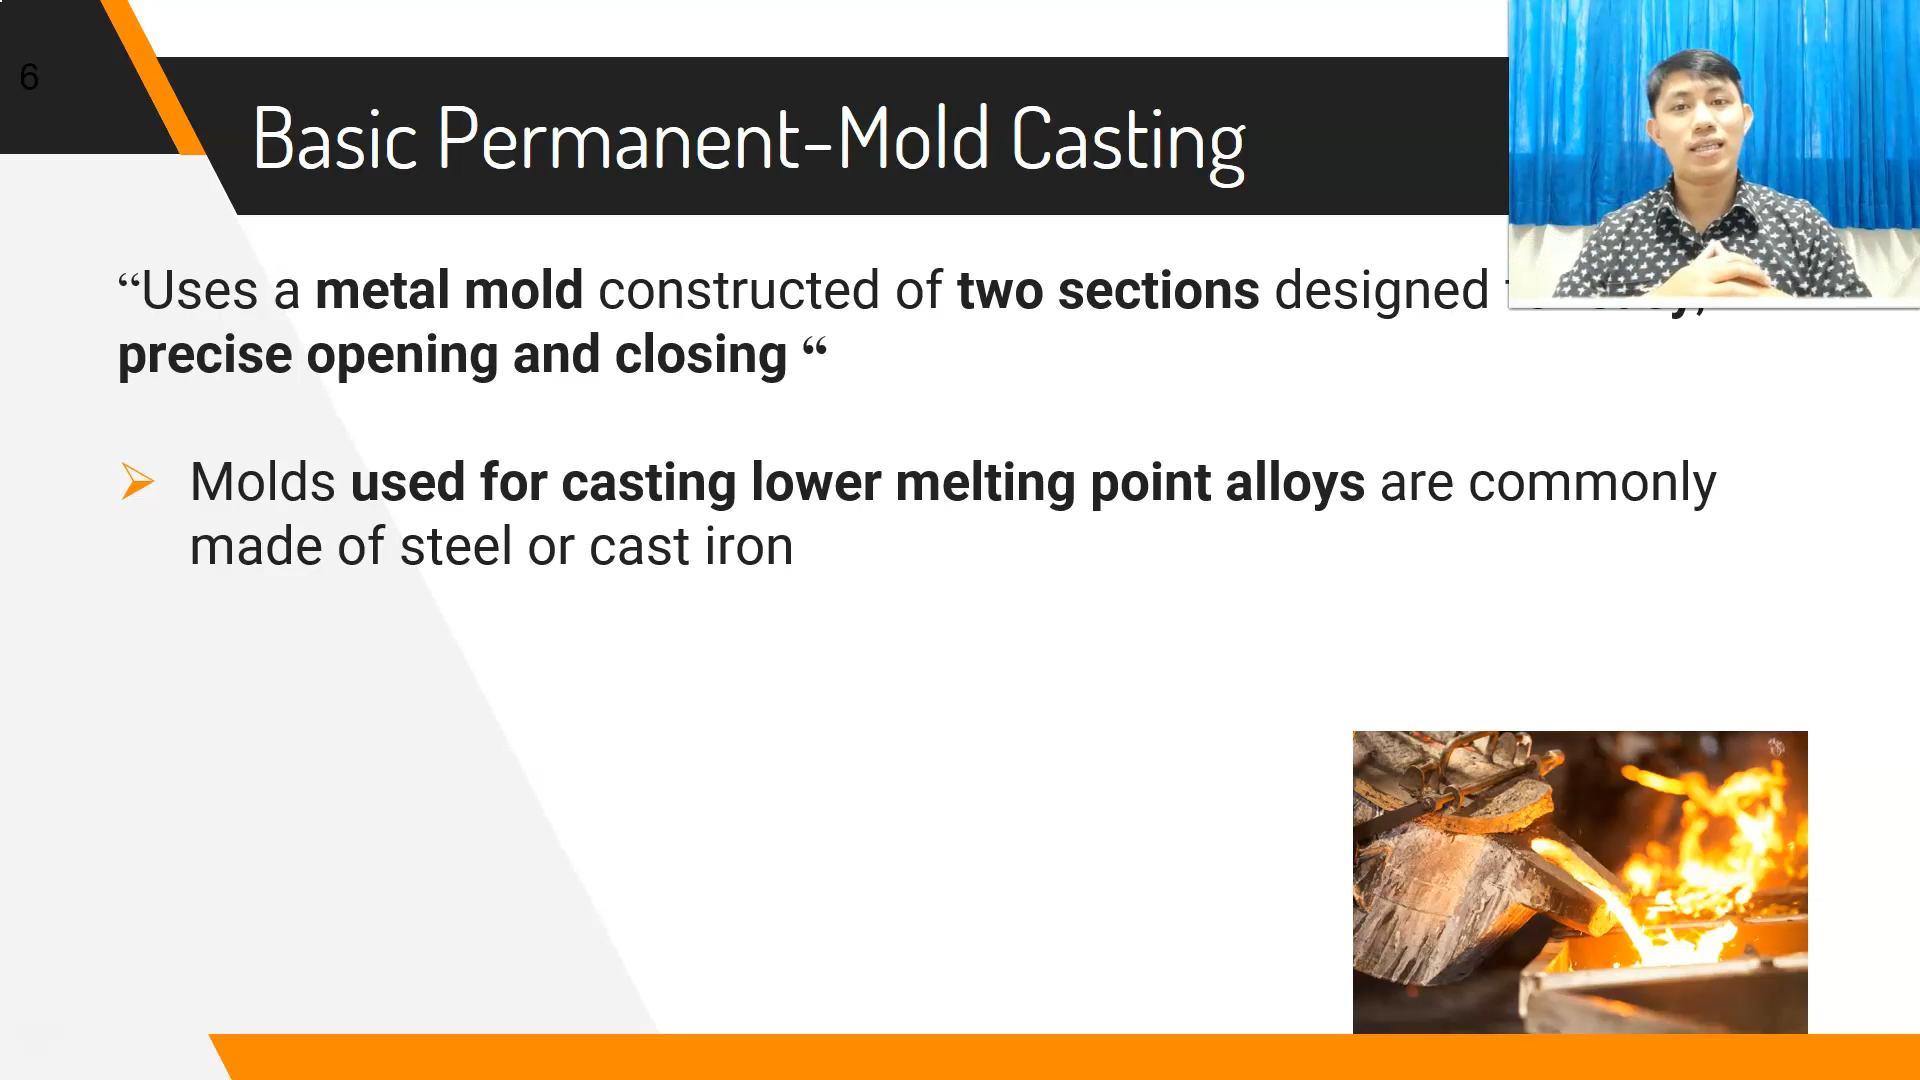 6
Basic Permanent-Mold Casting
“Uses a metal mold constructed of two sections designed
precise opening and closing “
Molds used for casting lower melting point alloys are commonly
made of steel or cast iron